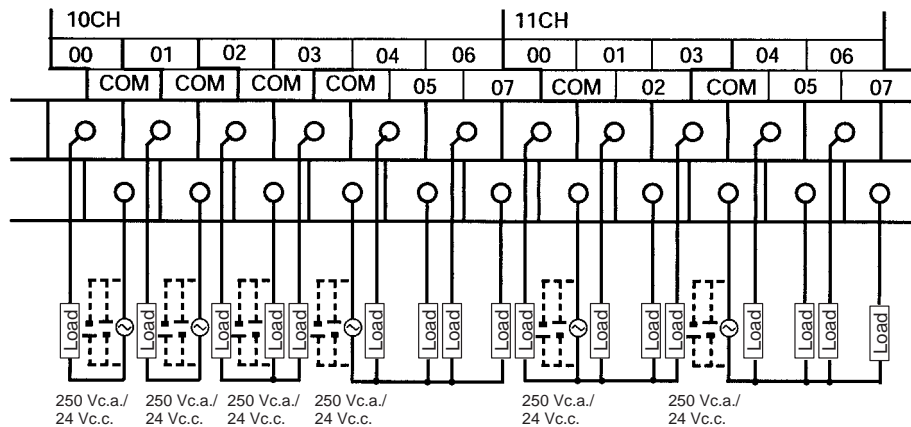 10CH 11CH
00 01 02 03 04 06 00 01 03 04 06
COM COM COM COM 05 07 COM 02 COM 05 07
Load Load Load Load Load Load Load Load Load Load Load Load Load Load Load Load
250 Vc.a./ 250 Vc.a./ 250 Vc.a./ 250 Vc.a./ 250 Vc.a./ 250 Vc.a./
24 Vc.c. 24 Vc.c. 24 Vc.c. 24 Vc.c. 24 Vc.c. 24 Vc.c.